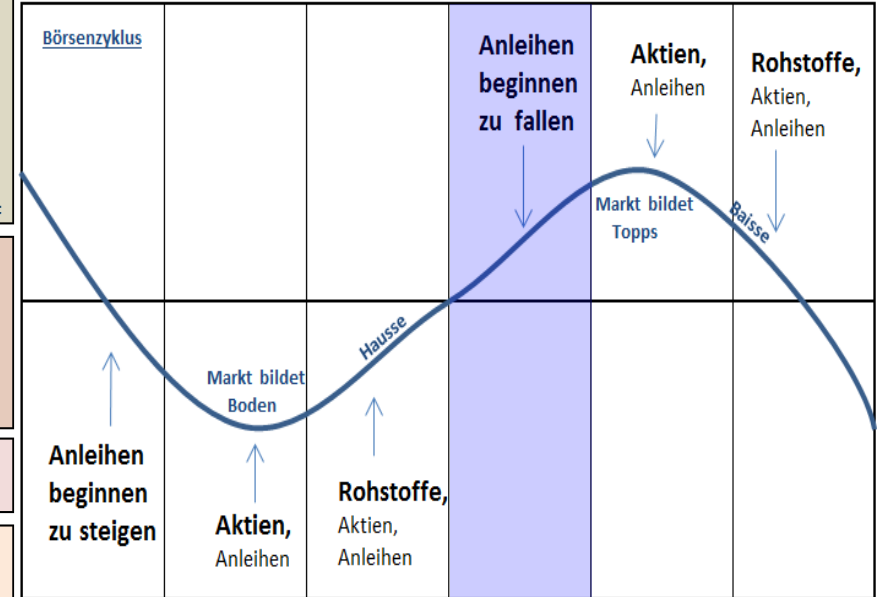 Börsenzyklus
Anleihen
beginnen
zu fallen
Aktien,
Anleihen
Rohstoffe,
Aktien,
Anleihen
Markt bildet
Topps
Baisse
Hausse
Markt bildet
Boden
Anleihen
beginnen
zu steigen
Aktien,
Anleihen
Rohstoffe,
Aktien,
Anleihen